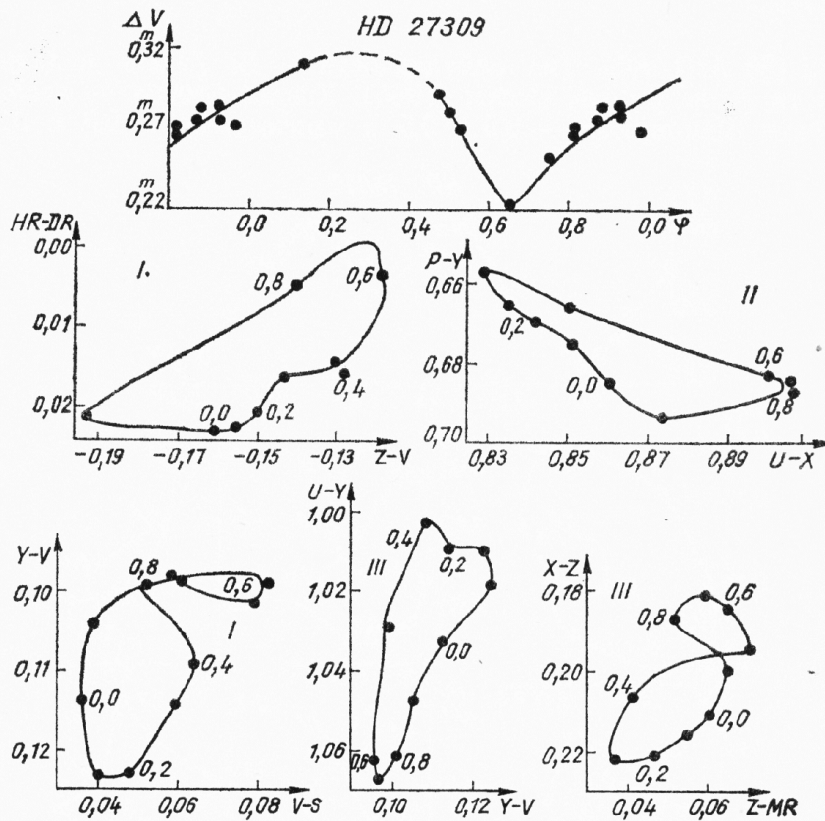 ΔV
HD 27309
0,32 m
0,27 m
0,22 m
0,0 0,2 0,4 0,6 0,8 0,0 φ
HR-DR
0,00
0,01
0,02
I.
0,8
0,6
0,4
0,2
0,0
-0,19 -0,77 -0,15 -0,13 Z-V
P-Y
0,66
0,68
0,70
II
0,2
0,0
0,6
0,8
0,83 0,85 0,87 0,89 U-X
Y-V
0,10
0,11
0,12
I
0,8
0,6
0,4
0,0
0,2
0,04 0,06 0,08 V-S
U-Y
1,00
1,02
1,04
1,06
III
0,4
0,2
0,0
0,6
0,8
0,10 0,12 Y-V
X-Z
0,18
0,20
0,22
III
0,6
0,8
0,4
0,0
0,2
0,04 0,06 Z-MR